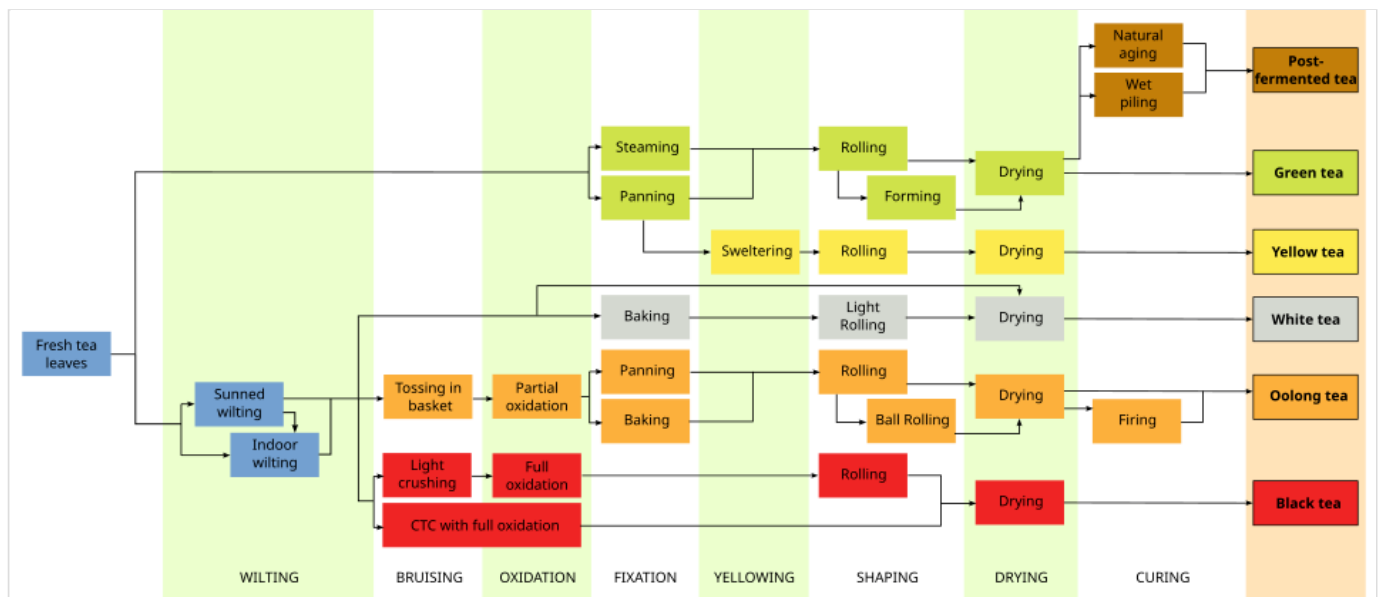 Natural
aging
Post-
fermented tea
Wet
piling
Steaming
Rolling
Drying
Green tea
Panning
Forming
Sweltering
Rolling
Drying
Yellow tea
Baking
Light
Rolling
Drying
White tea
Fresh tea
leaves
Sunned
wilting
Indoor
wilting
Tossing in
basket
Partial
oxidation
Panning
Baking
Rolling
Ball Rolling
Drying
Firing
Oolong tea
Light
crushing
Full
oxidation
Rolling
CTC with full oxidation
Drying
Black tea
WILTING
BRUISING
OXIDATION
FIXATION
YELLOWING
SHAPING
DRYING
CURING